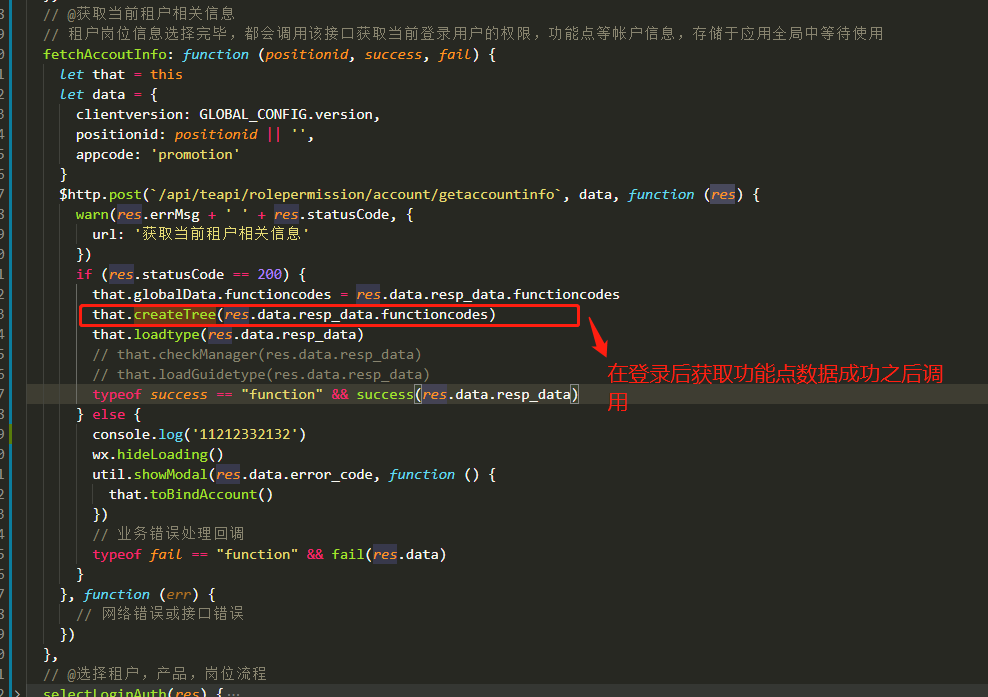 // @获取当前租户相关信息
// 租户岗位信息选择完毕，都会调用该接口获取当前登录用户的权限，功能点等帐户信息，存储于应用全局中等待使用
fetchAccoutInfo: function (positionid, success, fail) {
let that = this
let data = {
clientversion: GLOBAL_CONFIG.version,
positionid: positionid || '',
appcode: 'promotion'
}
$http.post(`/api/teapi/rolepermission/account/getaccountinfo`, data, function (res) {
warn(res.errMsg + ' ' + res.statusCode, {
url: '获取当前租户相关信息'
})
if (res.statusCode == 200) {
that.globalData.functioncodes = res.data.resp_data.functioncodes
that.createTree(res.data.resp_data.functioncodes)
that.loadtype(res.data.resp_data)
// that.checkManager(res.data.resp_data)
// that.loadGuidetype(res.data.resp_data)
在登录后获取功能点数据成功之后调
用
typeof success == "function" && success(res.data.resp_data)
} else {
console.log('11212332132')
wx.hideLoading()
util.showModal(res.data.error_code, function () {
that.toBindAccount()
})
// 业务错误处理回调
typeof fail == "function" && fail(res.data)
}
}, function (err) {
// 网络错误或接口错误
})
},
// @选择租户，产品，岗位流程
selectLoginAuth(res) {…